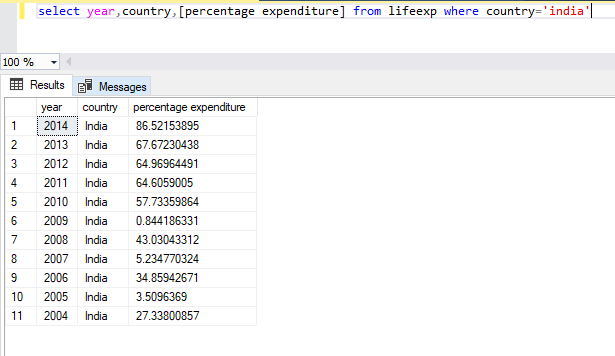 select year,country,[percentage expenditure] from lifeexp where country='india'
100 %
Results Messages
year country percentage expenditure
1 2014 India 86.52153895
2 2013 India 67.67230438
3 2012 India 64.96964491
4 2011 India 64.6059005
5 2010 India 57.73359864
6 2009 India 0.844186331
7 2008 India 43.03043312
8 2007 India 5.234770324
9 2006 India 34.85942671
10 2005 India 3.5096369
11 2004 India 27.33800857